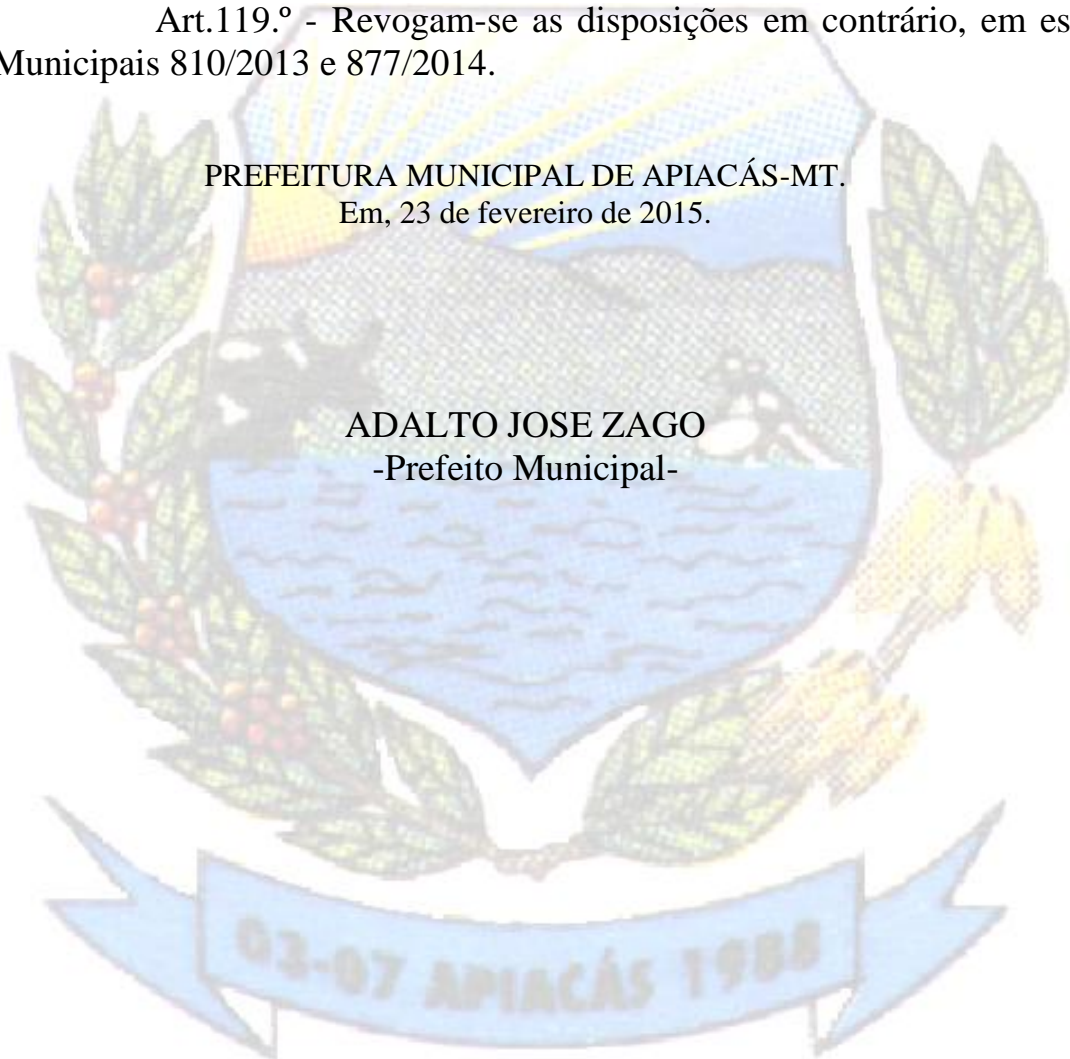 Art.119.º - Revogam-se as disposições em contrário, em es
Municipais 810/2013 e 877/2014.
PREFEITURA MUNICIPAL DE APIACÁS-MT.
Em, 23 de fevereiro de 2015.
ADALTO JOSE ZAGO
-Prefeito Municipal-
03-07 APIACÁS 1988